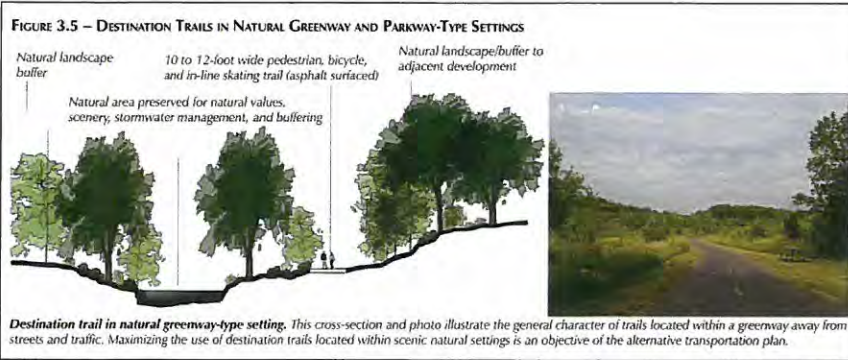 FIGURE 3.5 – DESTINATION TRAILS IN NATURAL GREENWAY AND PARKWAY-TYPE SETTINGS
Natural landscape
buffer
10 to 12-foot wide pedestrian, bicycle,
and in-line skating trail (asphalt surfaced)
Natural landscape/buffer to
adjacent development
Natural area preserved for natural values,
scenery, stormwater management, and buffering
Destination trail in natural greenway-type setting. This cross-section and photo illustrate the general character of trails located within a greenway away from
streets and traffic. Maximizing the use of destination trails located within scenic natural settings is an objective of the alternative transportation plan.